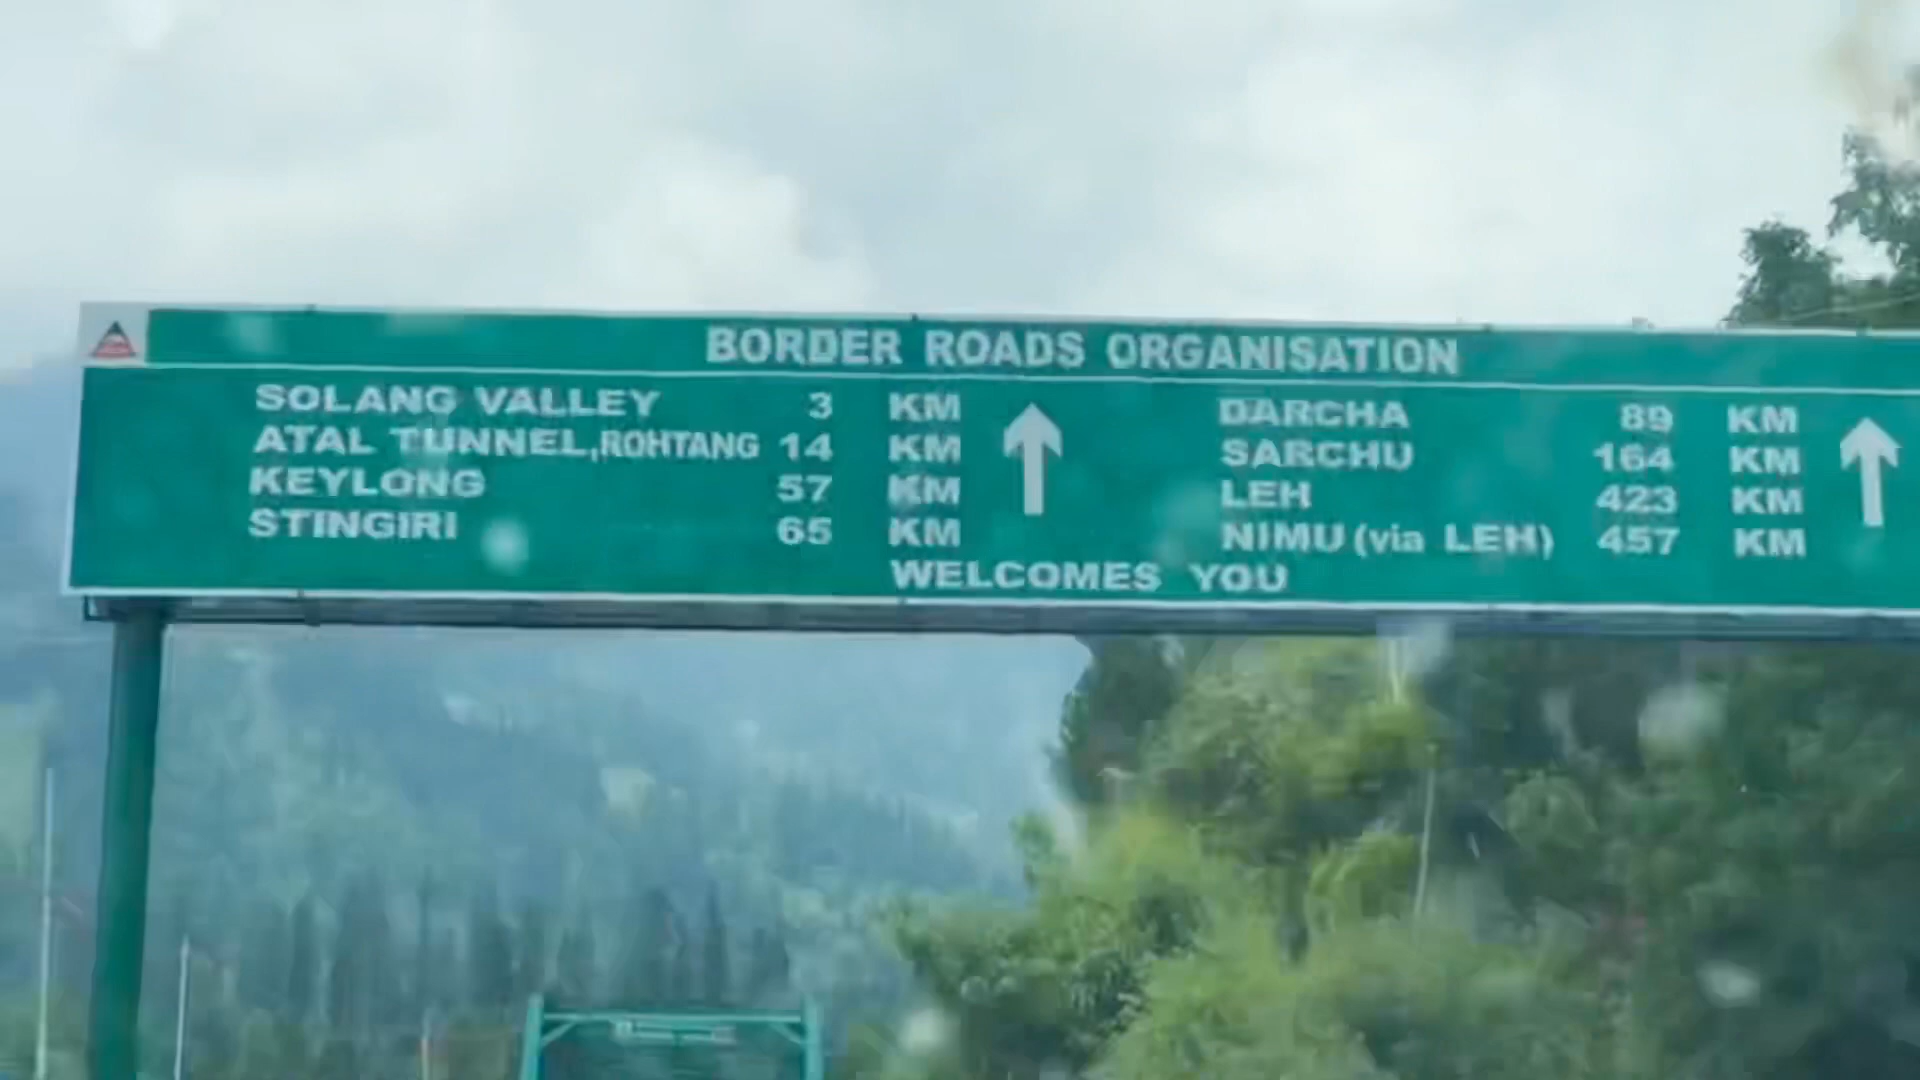 BORDER ROADS ORGANISATION
SOLANG VALLEY 3 KM
ATAL TUNNEL,ROHTANG 14 KM
KEYLONG 57 KM
STINGIRI 65 KM
DARCHA 89 KM
SARCHU 164 KM
LEH 423 KM
NIMU (via LEH) 457 KM
WELCOMES YOU